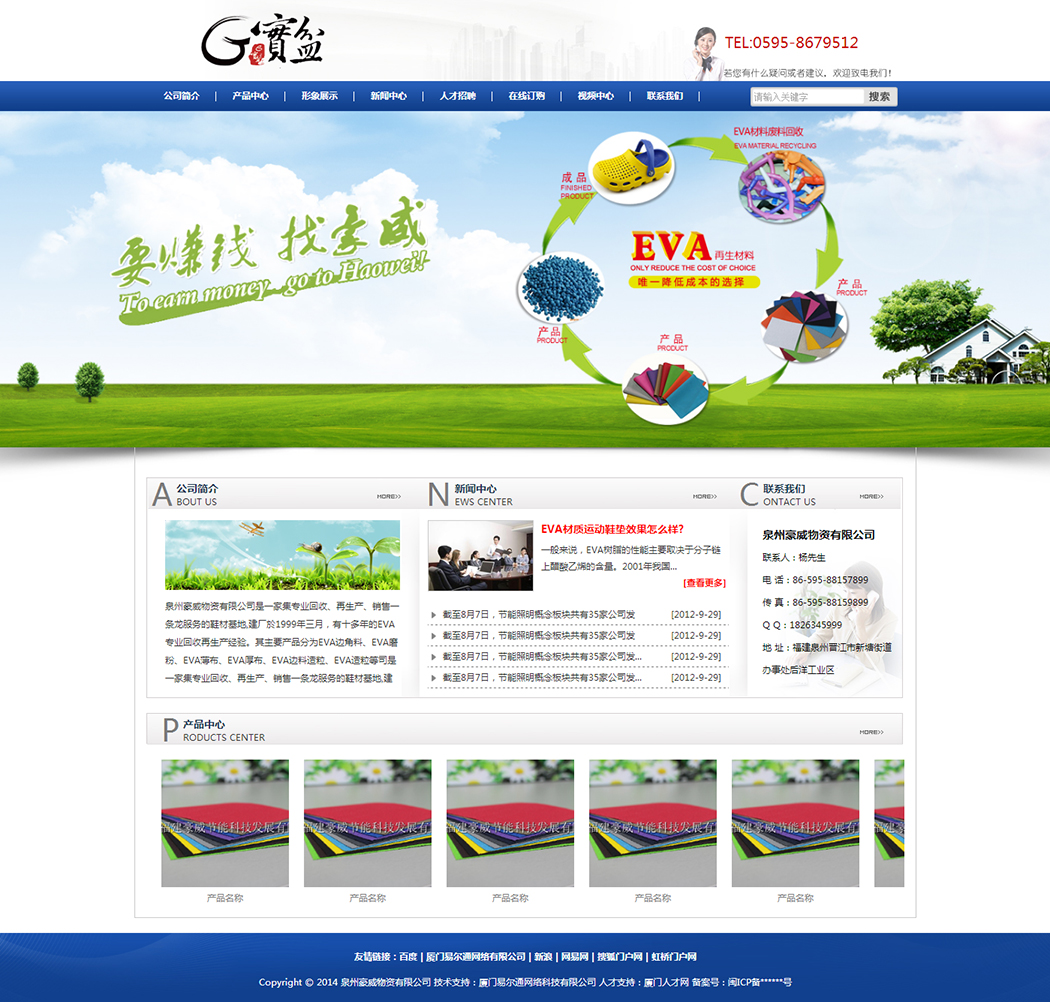 寶盆
TEL:0595-8679512
若您有什么疑问或者建议，欢迎致电我们！
公司简介 | 产品中心 | 形象展示 | 新闻中心 | 人才招聘 | 在线订购 | 视频中心 | 联系我们 |
请输入关键字 搜索
要赚钱 找豪威
To earn money go to Haowei!
EVA材料废料回收
EVA MATERIAL RECYCLING
成品
FINISHED
PRODUCT
EVA 再生材料
ONLY REDUCE THE COST OF CHOICE
唯一降低成本的选择
产品
PRODUCT
产品
PRODUCT
产品
PRODUCT
A 公司简介
BOUT US
MORE>>
泉州豪威物资有限公司是一家集专业回收、再生产、销售一
条龙服务的鞋材基地,建厂於1999年三月，有十多年的EVA
专业回收再生产经验。其主要产品分为EVA边角料、EVA磨
粉、EVA薄布、EVA厚布、EVA边料造粒、EVA造粒等司是
一家集专业回收、再生产、销售一条龙服务的鞋材基地,建
N 新闻中心
EWS CENTER
MORE>>
EVA材质运动鞋垫效果怎么样?
一般来说，EVA树脂的性能主要取决于分子链
上醋酸乙烯的含量。2001年我国...
[查看更多]
截至8月7日，节能照明概念板块共有35家公司发 [2012-9-29]
截至8月7日，节能照明概念板块共有35家公司发 [2012-9-29]
截至8月7日，节能照明概念板块共有35家公司发... [2012-9-29]
截至8月7日，节能照明概念板块共有35家公司发... [2012-9-29]
C 联系我们
ONTACT US
MORE>>
泉州豪威物资有限公司
联系人：杨先生
电 话：86-595-88157899
传 真：86-595-88159899
Q Q：1826345999
地 址：福建泉州晋江市新塘街道
办事处后洋工业区
P 产品中心
RODUCTS CENTER
MORE>>
福建豪威节能科技发展有
福建豪威节能科技发展有
福建豪威节能科技发展有
福建豪威节能科技发展有
福建豪威节能科技发展有
福建
产品名称
产品名称
产品名称
产品名称
产品名称
友情链接：百度 | 厦门易尔通网络有限公司 | 新浪 | 网易网 | 搜狐门户网 | 虹桥门户网
Copyright © 2014 泉州豪威物资有限公司 技术支持：厦门易尔通网络科技有限公司 人才支持：厦门人才网 备案号：闽ICP备******号